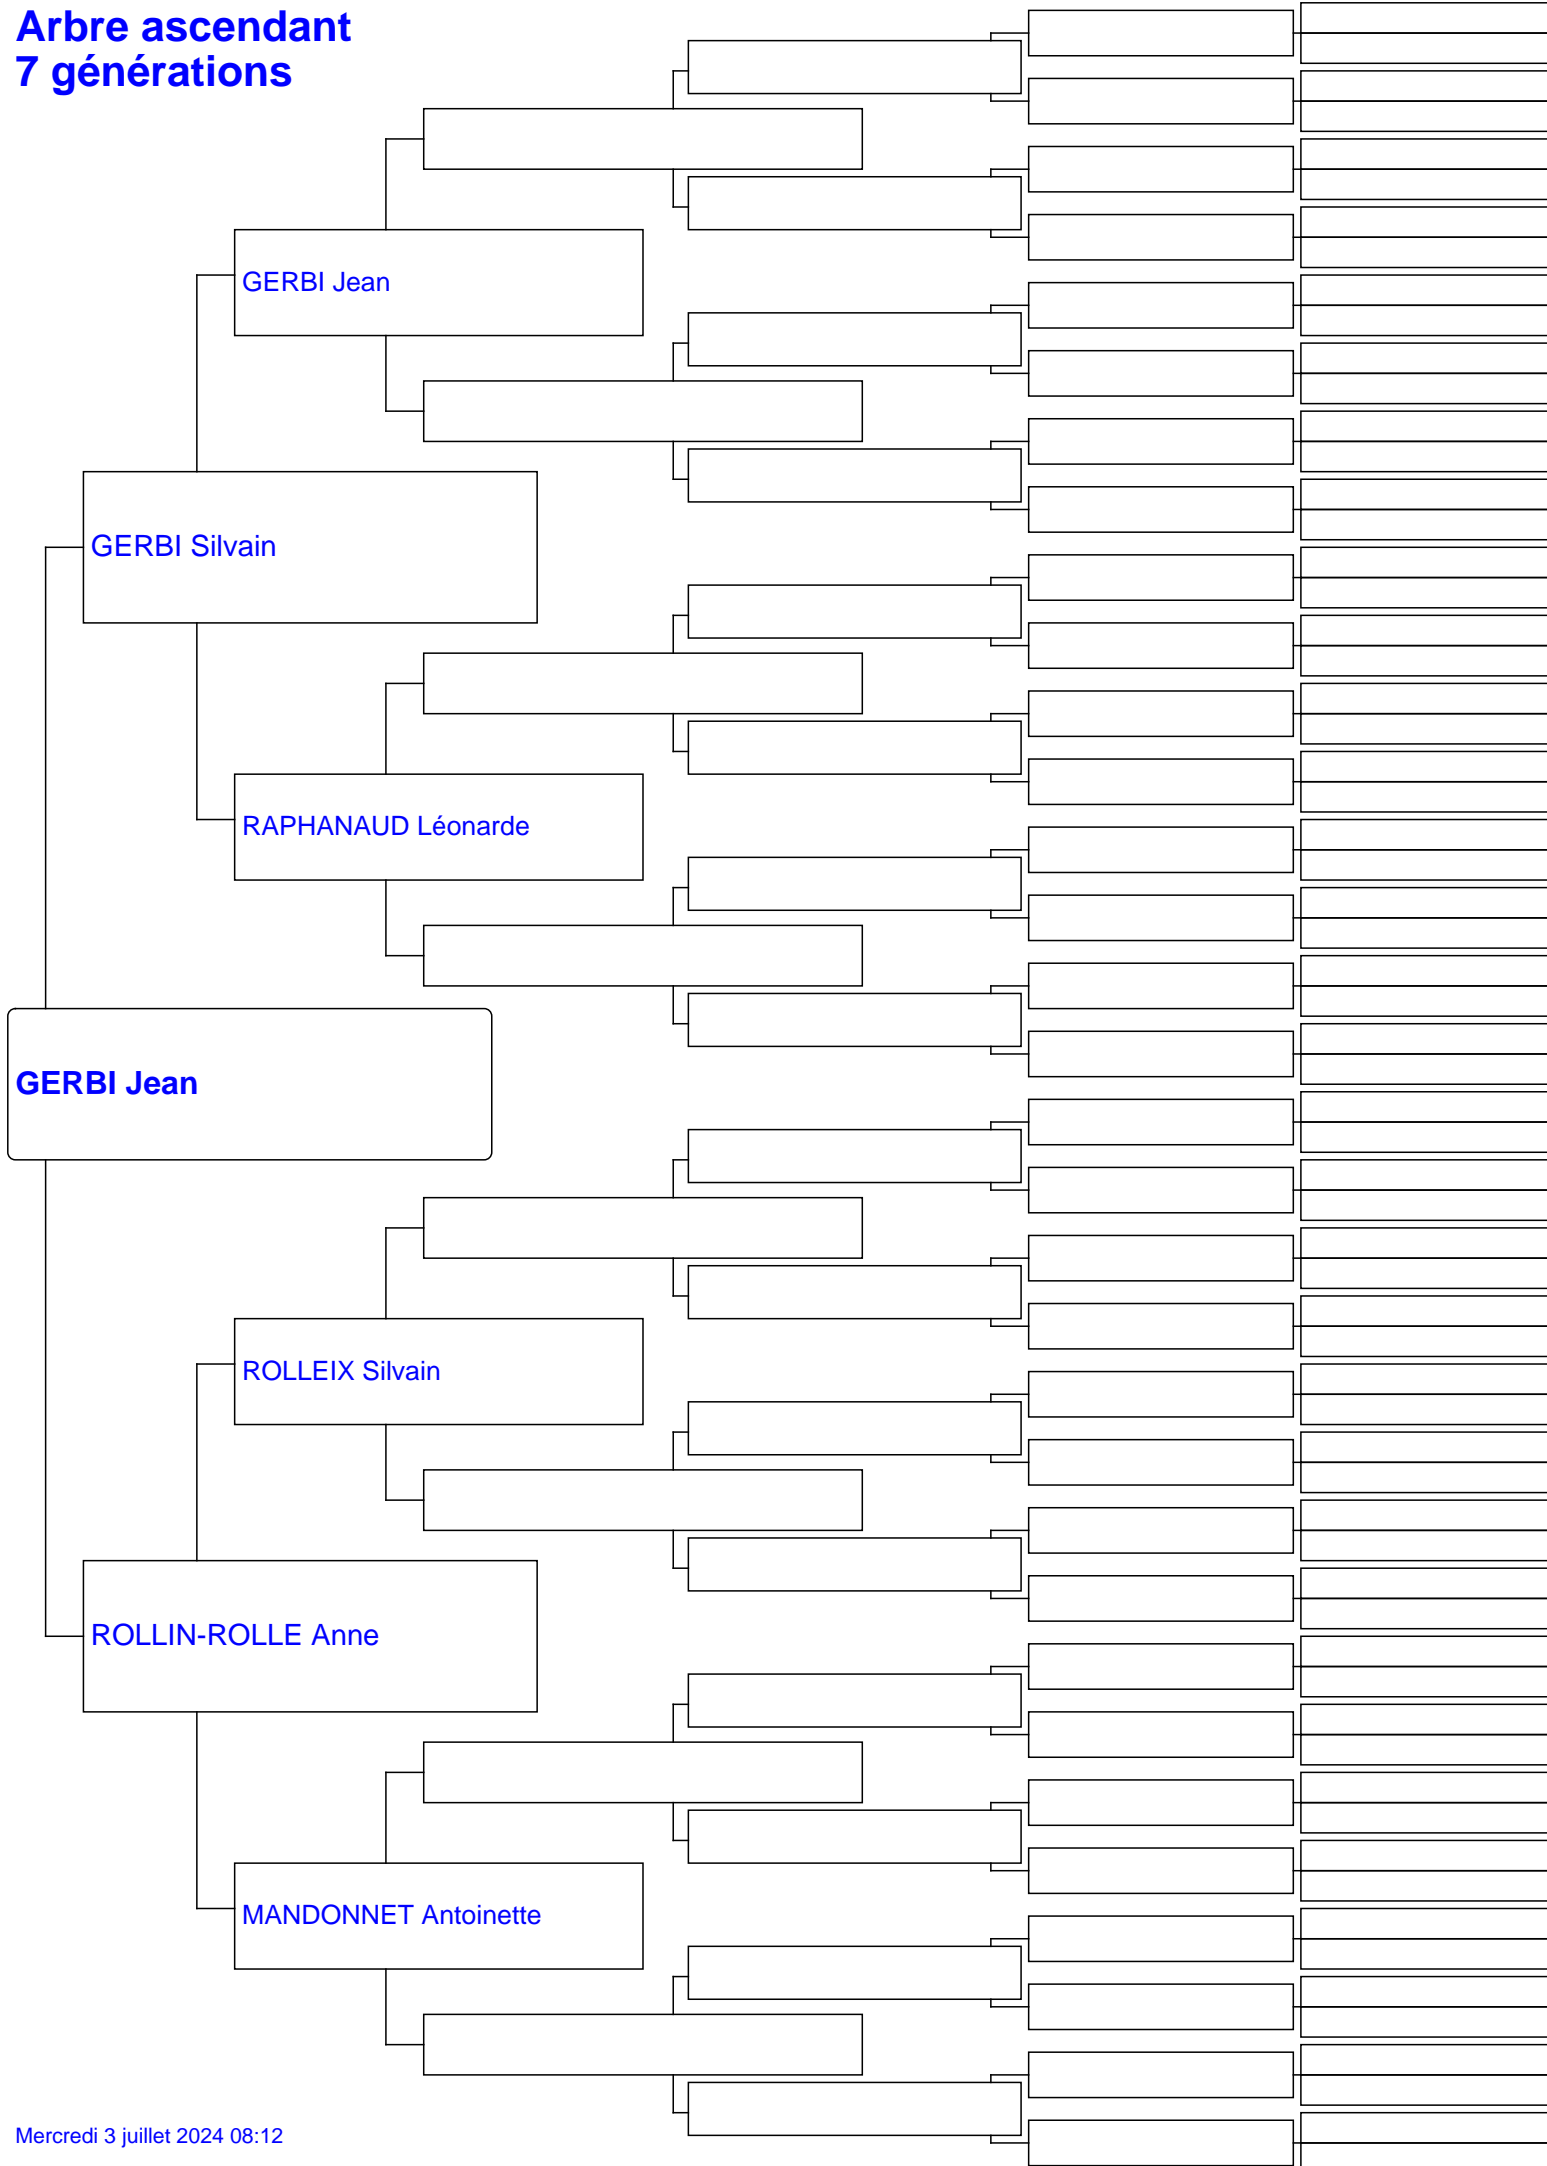 Arbre ascendant
7 générations
GERBI Jean
GERBI Silvain
RAPHANAUD Léonarde
GERBI Jean
ROLLEIX Silvain
ROLLIN-ROLLE Anne
MANDONNET Antoinette
Mercredi 3 juillet 2024 08:12